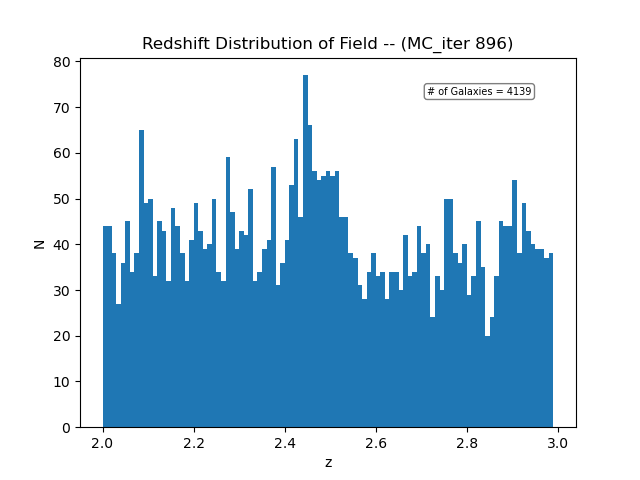 Redshift Distribution of Field -- (MC_iter 896)
# of Galaxies = 4139
80
70
60
50
40
30
20
10
0
N
2.0 2.2 2.4 2.6 2.8 3.0
z